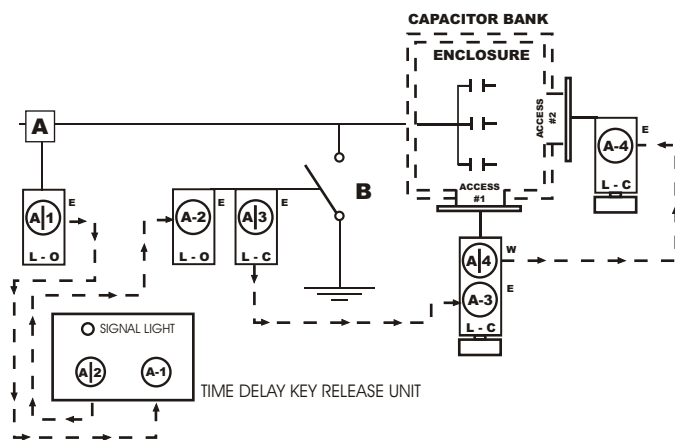 CAPACITOR BANK
ENCLOSURE
ACCESS
#2
A
A-4
E
L - C
B
ACCESS
#1
A|1
E
L - O
A-2
E
L - O
A|3
E
L - C
A|4
W
A-3
E
L - C
SIGNAL LIGHT
A|2
A-1
TIME DELAY KEY RELEASE UNIT